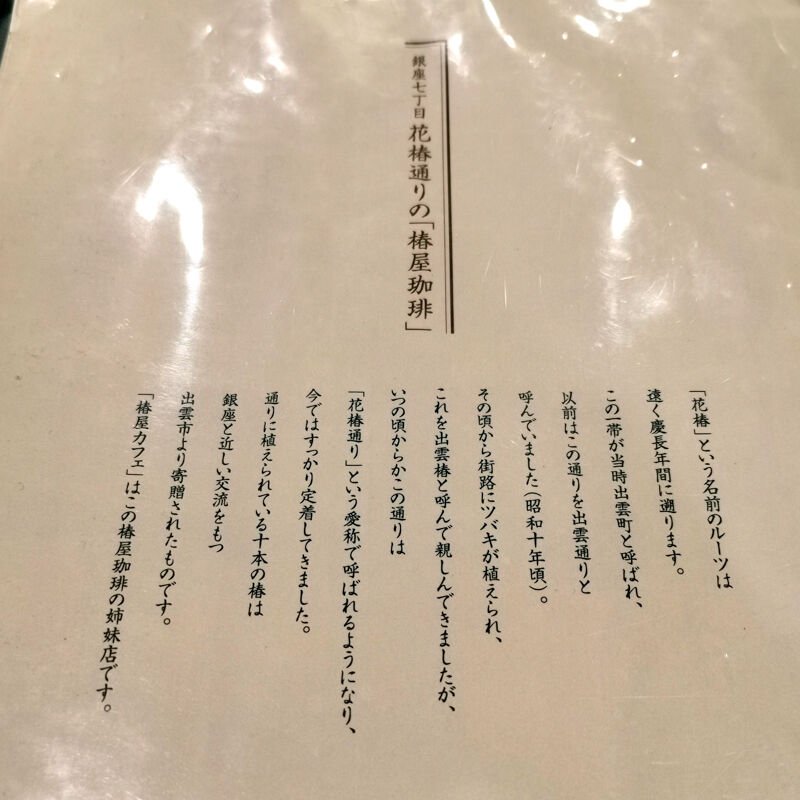 銀座七丁目 花椿通りの「椿屋珈琲」
「花椿」という名前のルーツは
遠く慶長年間に遡ります。
この一帯が当時出雲町と呼ばれ、
以前はこの通りを出雲通りと
呼んでいました(昭和十年頃)。
その頃から街路にツバキが植えられ、
これを出雲椿と呼んで親しんできましたが、
いつの頃からかこの通りは
「花椿通り」という愛称で呼ばれるようになり、
今ではすっかり定着してきました。
通りに植えられている十本の椿は
銀座と近しい交流をもつ
出雲市より寄贈されたものです。
「椿屋カフェ」はこの椿屋珈琲の姉妹店です。